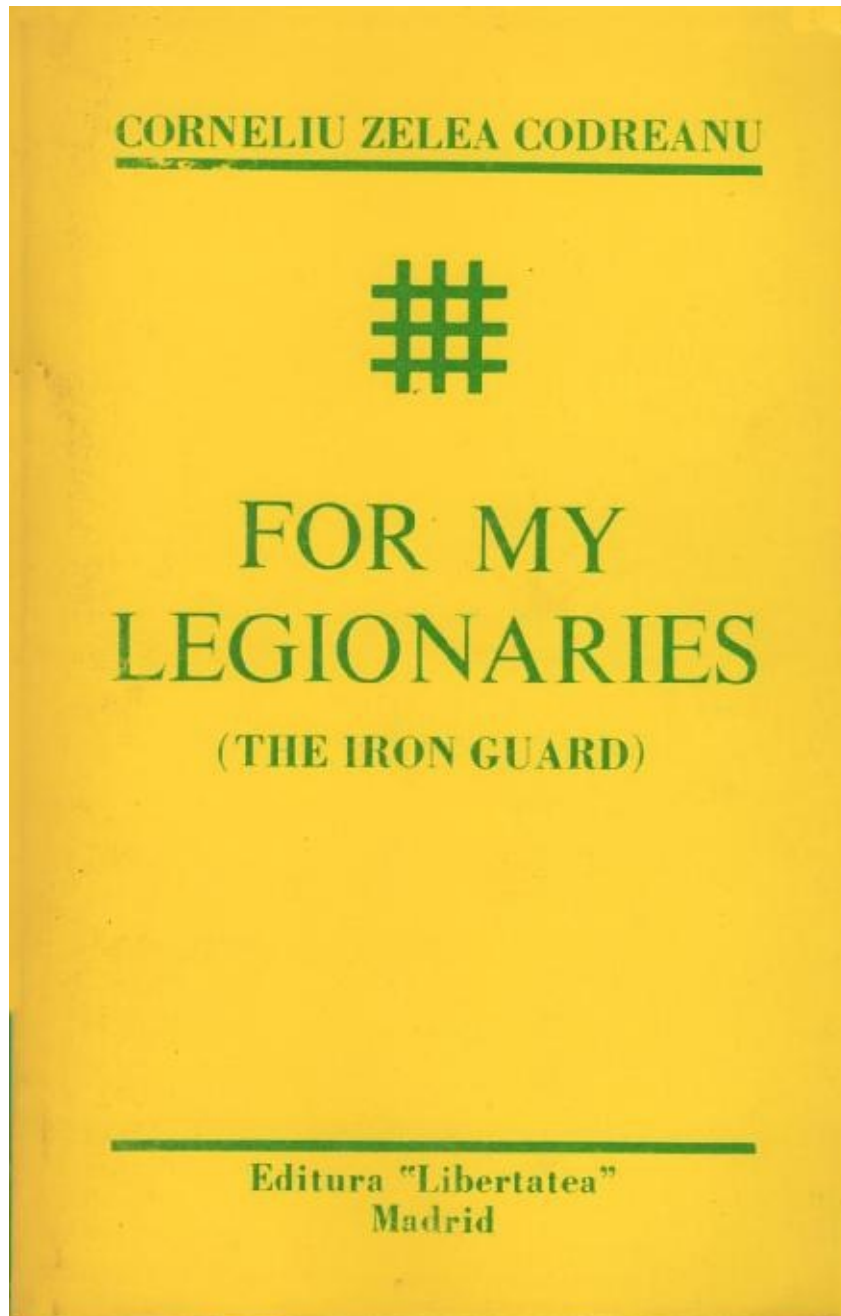 CORNELIU ZELEA CODREANU
FOR MY
LEGIONARIES
(THE IRON GUARD)
Editura "Libertatea"
Madrid